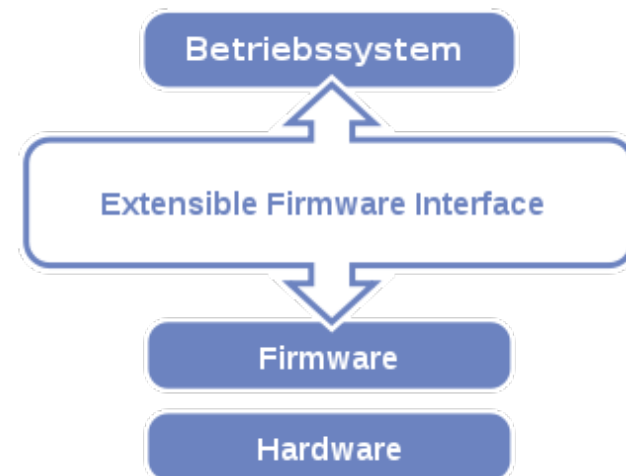 Betriebssystem
Extensible Firmware Interface
Firmware
Hardware